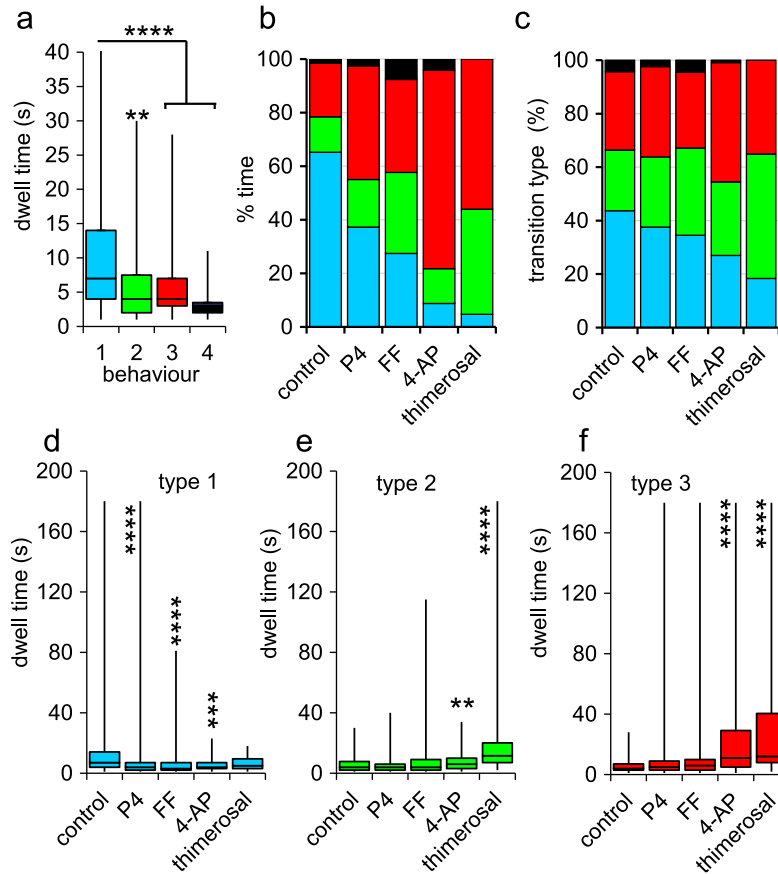 a
dwell time (s)
40
35
30
25
20
15
10
5
0
****
**
1 2 3 4
behaviour
b
% time
100
80
60
40
20
0
control P4 FF 4-AP thimerosal
c
transition type (%)
100
80
60
40
20
0
control P4 FF 4-AP thimerosal
d
type 1
dwell time (s)
200
160
120
80
40
0
**** **** ***
control P4 FF 4-AP thimerosal
e
type 2
dwell time (s)
200
160
120
80
40
0
** ****
control P4 FF 4-AP thimerosal
f
type 3
dwell time (s)
200
160
120
80
40
0
**** ****
control P4 FF 4-AP thimerosal